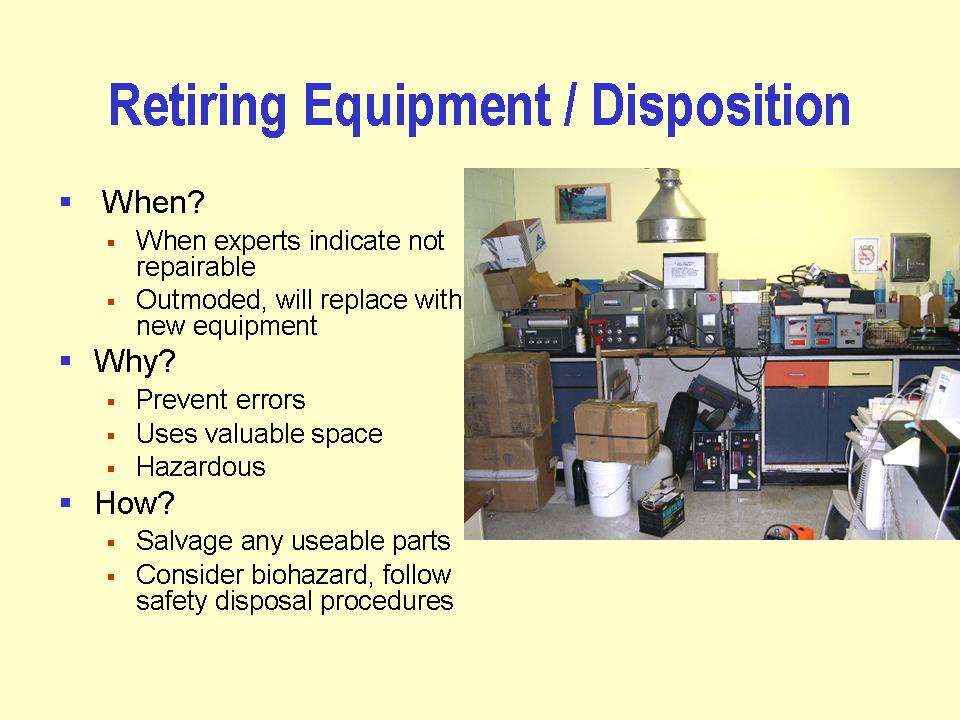 Retiring Equipment / Disposition
▪ When?
▪ When experts indicate not
repairable
▪ Outmoded, will replace with
new equipment
▪ Why?
▪ Prevent errors
▪ Uses valuable space
▪ Hazardous
▪ How?
▪ Salvage any useable parts
▪ Consider biohazard, follow
safety disposal procedures
ACID